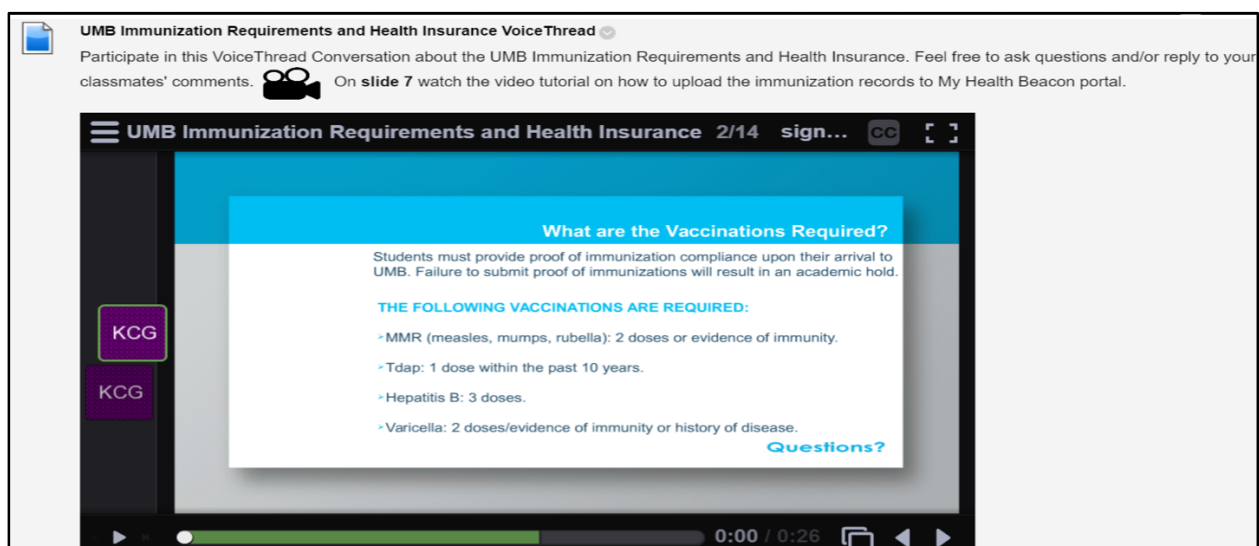 UMB Immunization Requirements and Health Insurance VoiceThread
Participate in this VoiceThread Conversation about the UMB Immunization Requirements and Health Insurance. Feel free to ask questions and/or reply to your
classmates' comments. On slide 7 watch the video tutorial on how to upload the immunization records to My Health Beacon portal.
UMB Immunization Requirements and Health Insurance 2/14 sign... CC
What are the Vaccinations Required?
Students must provide proof of immunization compliance upon their arrival to
UMB. Failure to submit proof of immunizations will result in an academic hold.
THE FOLLOWING VACCINATIONS ARE REQUIRED:
➢MMR (measles, mumps, rubella): 2 doses or evidence of immunity.
➢Tdap: 1 dose within the past 10 years.
➢Hepatitis B: 3 doses.
➢Varicella: 2 doses/evidence of immunity or history of disease.
Questions?
KCG
KCG
0:00 / 0:26